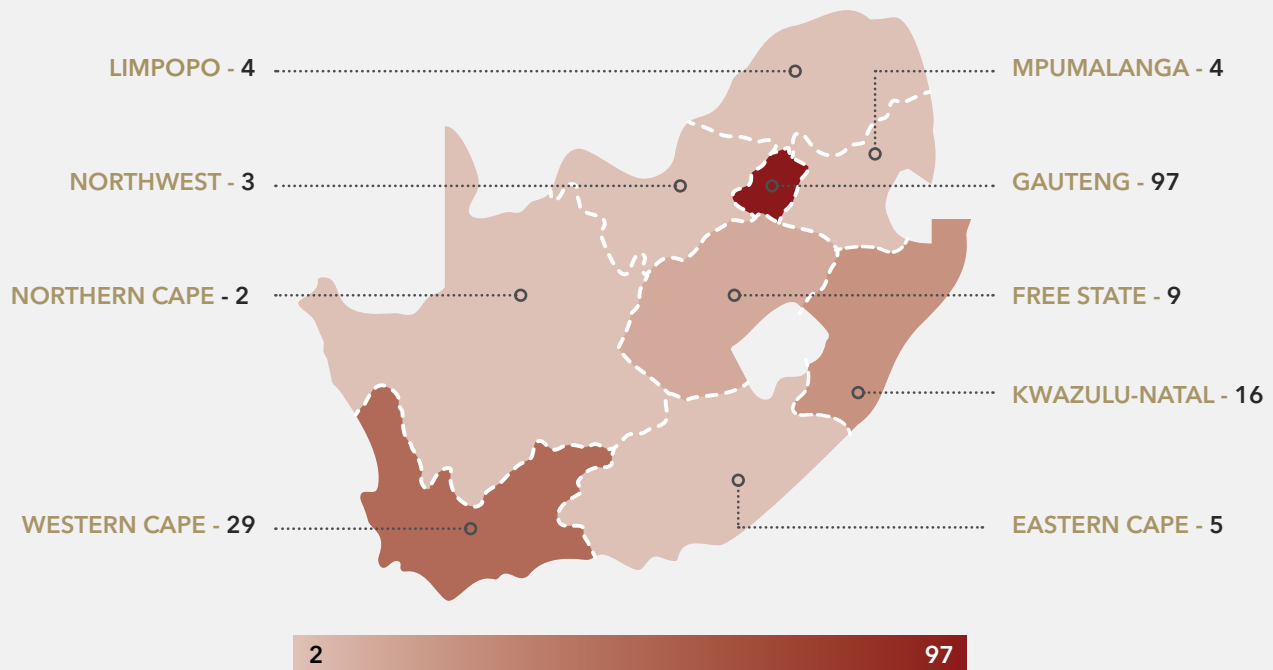 LIMPOPO - 4
MPUMALANGA - 4
NORTHWEST - 3
GAUTENG - 97
NORTHERN CAPE - 2
FREE STATE - 9
KWAZULU-NATAL - 16
WESTERN CAPE - 29
EASTERN CAPE - 5
2
97